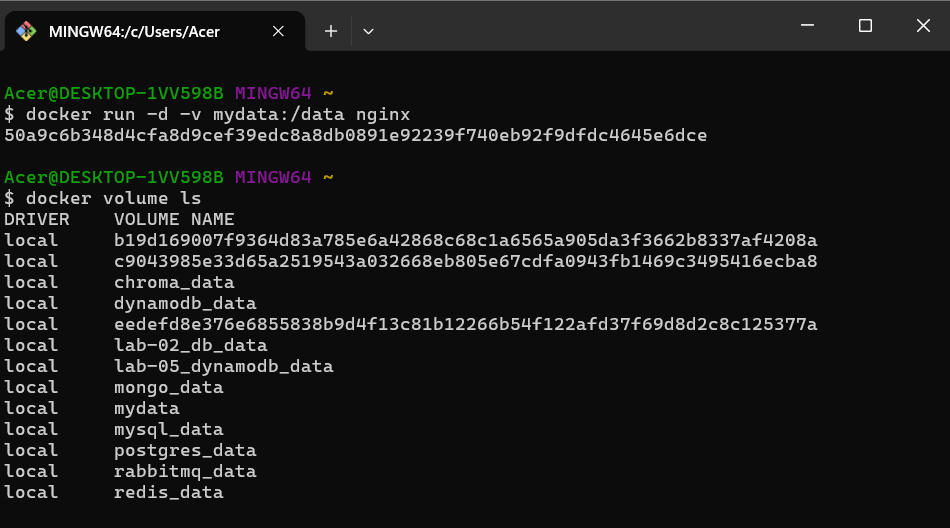 MINGW64:/c/Users/Acer
Acer@DESKTOP-1VV598B MINGW64 ~
$ docker run -d -v mydata:/data nginx
50a9c6b348d4cfa8d9cef39edc8a8db0891e92239f740eb92f9dfdc4645e6dce
Acer@DESKTOP-1VV598B MINGW64 ~
$ docker volume ls
DRIVER    VOLUME NAME
local     b19d169007f9364d83a785e6a42868c68c1a6565a905da3f3662b8337af4208a
local     c9043985e33d65a2519543a032668eb805e67cdfa0943fb1469c3495416ecba8
local     chroma_data
local     dynamodb_data
local     eedefd8e376e6855838b9d4f13c81b12266b54f122afd37f69d8d2c8c125377a
local     lab-02_db_data
local     lab-05_dynamodb_data
local     mongo_data
local     mydata
local     mysql_data
local     postgres_data
local     rabbitmq_data
local     redis_data